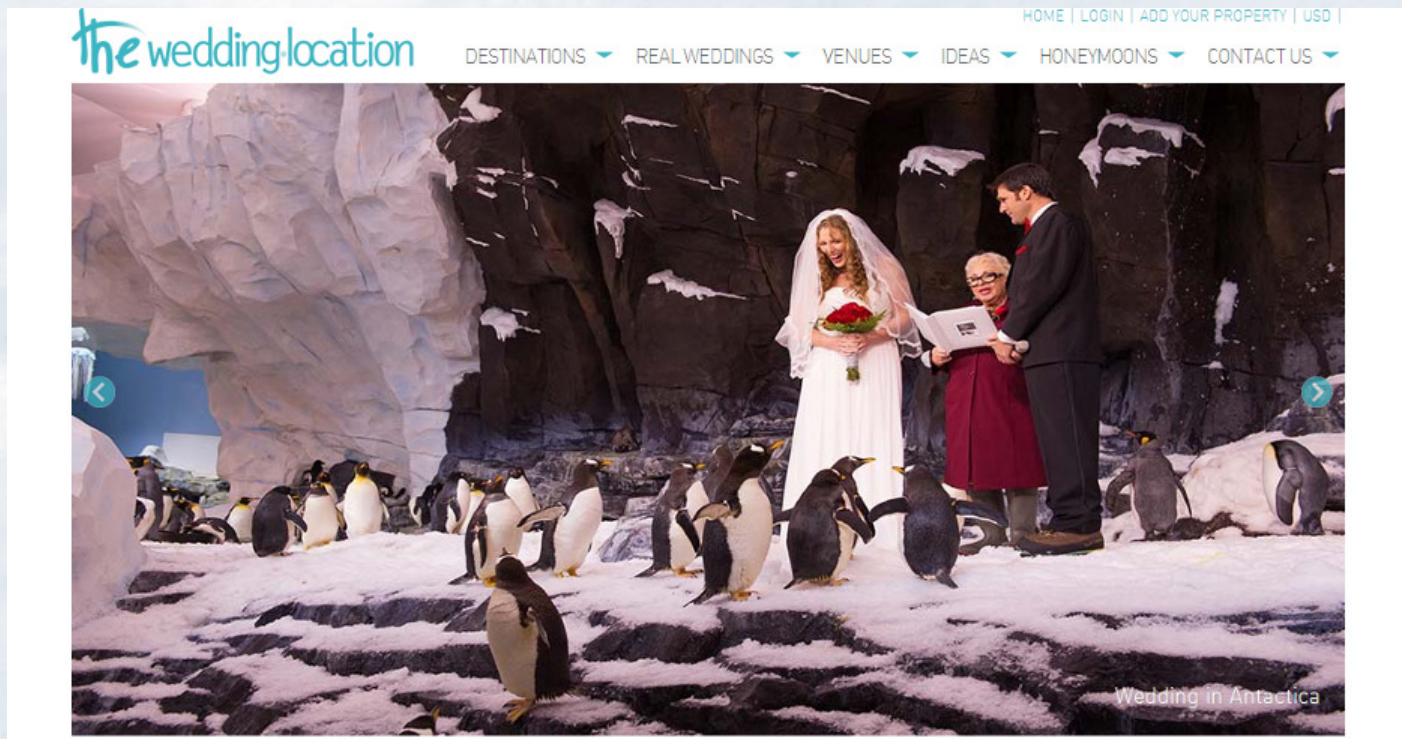 HOME | LOGIN | ADD YOUR PROPERTY | USD |
the wedding location
DESTINATIONS REAL WEDDINGS VENUES IDEAS HONEYMOONS CONTACT US
Wedding in Antactica